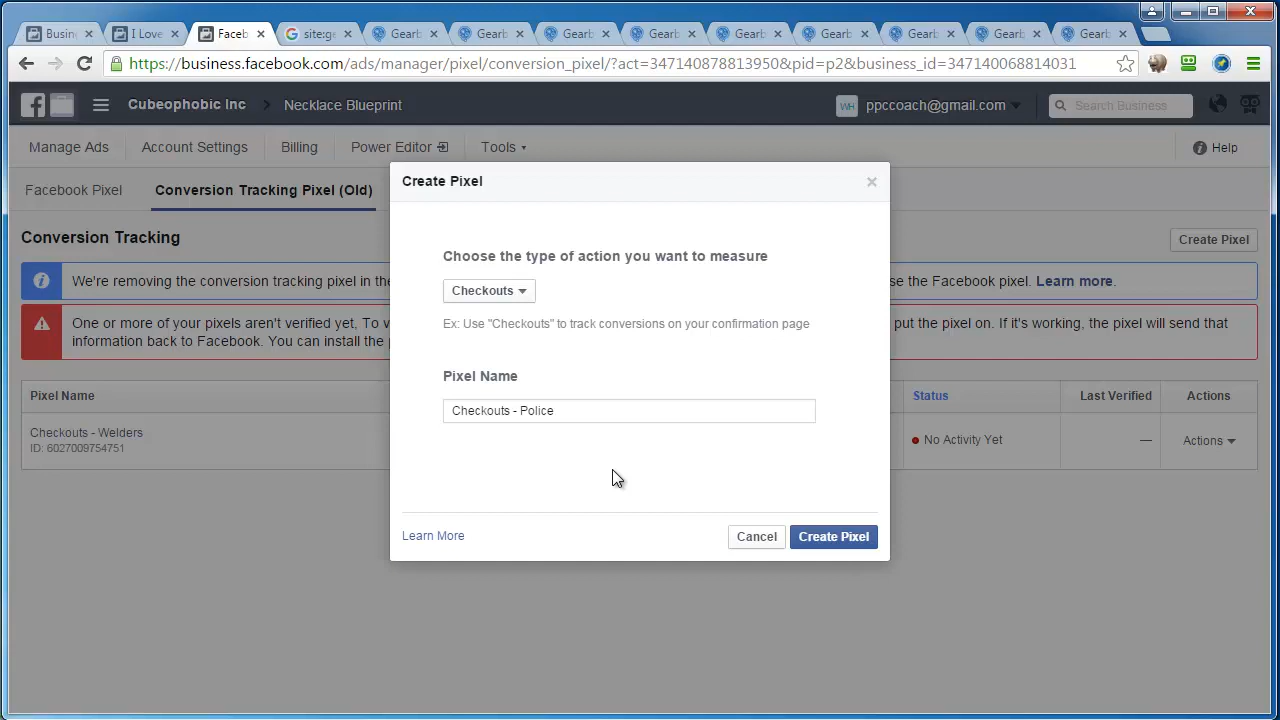 Busin
I Love
Faceb
site:ge
Gearb
Gearb
Gearb
Gearb
Gearb
Gearb
Gearb
Gearb
Gearb
https://business.facebook.com/ads/manager/pixel/conversion_pixel/?act=347140878813950&pid=p2&business_id=347140068814031
Cubeophobic Inc > Necklace Blueprint
WH ppccoach@gmail.com
Search Business
Manage Ads
Account Settings
Billing
Power Editor
Tools
Help
Facebook Pixel
Conversion Tracking Pixel (Old)
Conversion Tracking
Create Pixel
We're removing the conversion tracking pixel in the
se the Facebook pixel. Learn more.
One or more of your pixels aren't verified yet. To v
put the pixel on. If it's working, the pixel will send that
information back to Facebook. You can install the p
Pixel Name
Status
Last Verified
Actions
Checkouts - Welders
ID: 6027009754751
No Activity Yet
—
Actions
Create Pixel
Choose the type of action you want to measure
Checkouts
Ex: Use "Checkouts" to track conversions on your confirmation page
Pixel Name
Checkouts - Police
Learn More
Cancel
Create Pixel